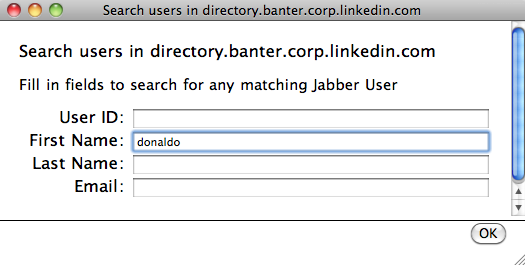 Search users in directory.banter.corp.linkedin.com
Search users in directory.banter.corp.linkedin.com
Fill in fields to search for any matching Jabber User
User ID:
First Name: donaldo
Last Name:
Email:
OK